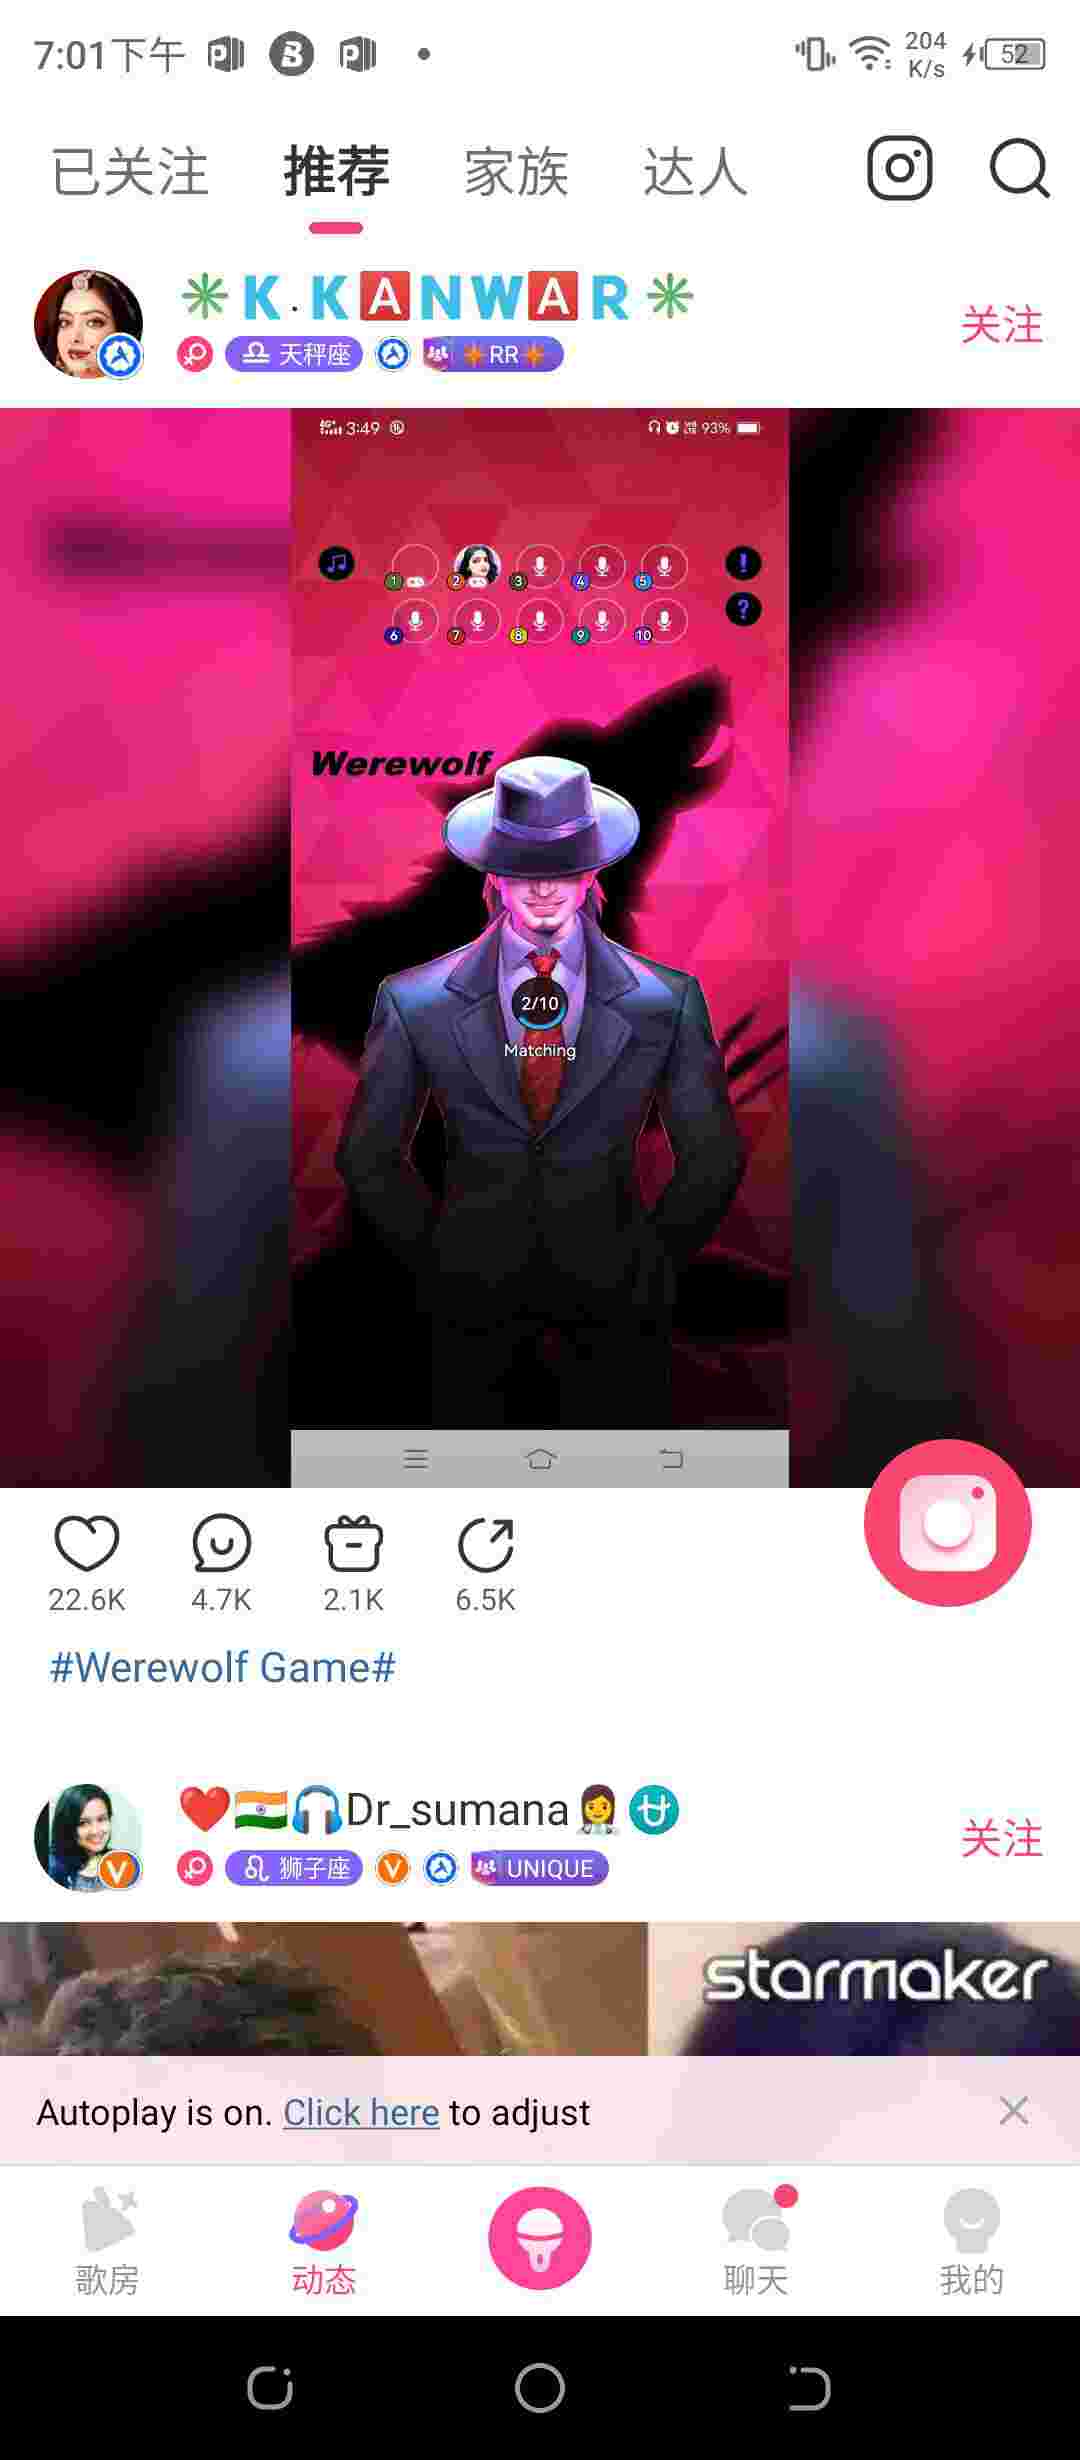 7:01下午 204 K/s 52
已关注 推荐 家族 达人
K.KANWAR 关注
天秤座 RR
3:49 93%
1 2 3 4 5
6 7 8 9 10
Werewolf
2/10
Matching
22.6K 4.7K 2.1K 6.5K
#Werewolf Game#
Dr_sumana 关注
V 狮子座 V UNIQUE
starmaker
Autoplay is on. Click here to adjust
歌房 动态 聊天 我的